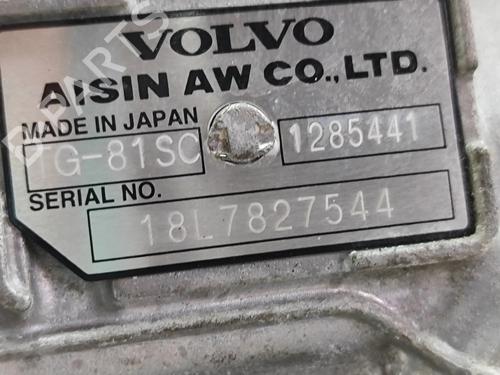 VOLVO
AISIN AW CO.,LTD.
MADE IN JAPAN
TG-81SC 1285441
SERIAL NO.
18L7827544